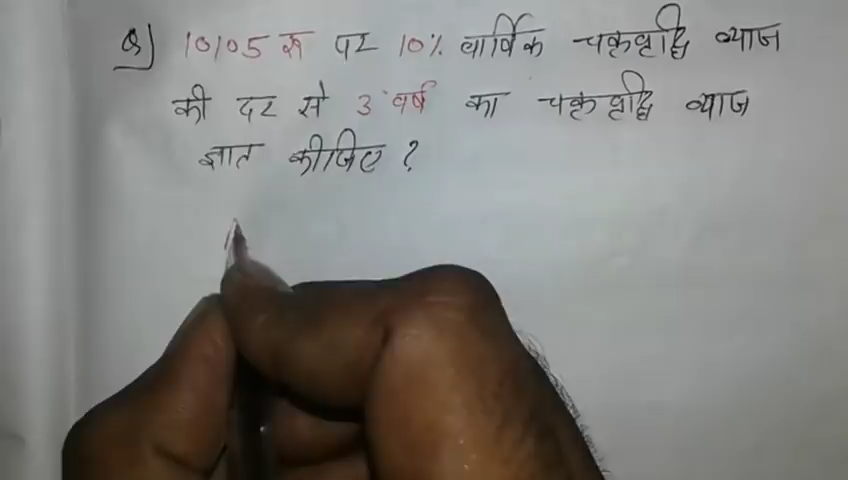 Q) 10105 रू पर 10% वार्षिक चक्रवृद्धि ब्याज
की दर से 3 वर्ष का चक्रवृद्धि ब्याज
ज्ञात कीजिए ?